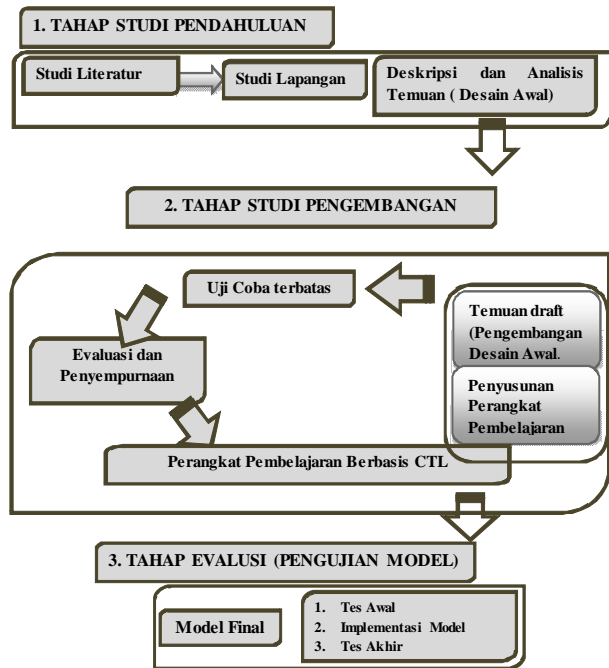 1. TAHAP STUDI PENDAHULUAN
Studi Literatur
Studi Lapangan
Deskripsi dan Analisis
Temuan ( Desain Awal)
2. TAHAP STUDI PENGEMBANGAN
Uji Coba terbatas
Temuan draft
(Pengembangan
Desain Awal.
Evaluasi dan
Penyempurnaan
Penyusunan
Perangkat
Pembelajaran
Perangkat Pembelajaran Berbasis CTL
3. TAHAP EVALUSI (PENGUJIAN MODEL)
Model Final
1. Tes Awal
2. Implementasi Model
3. Tes Akhir